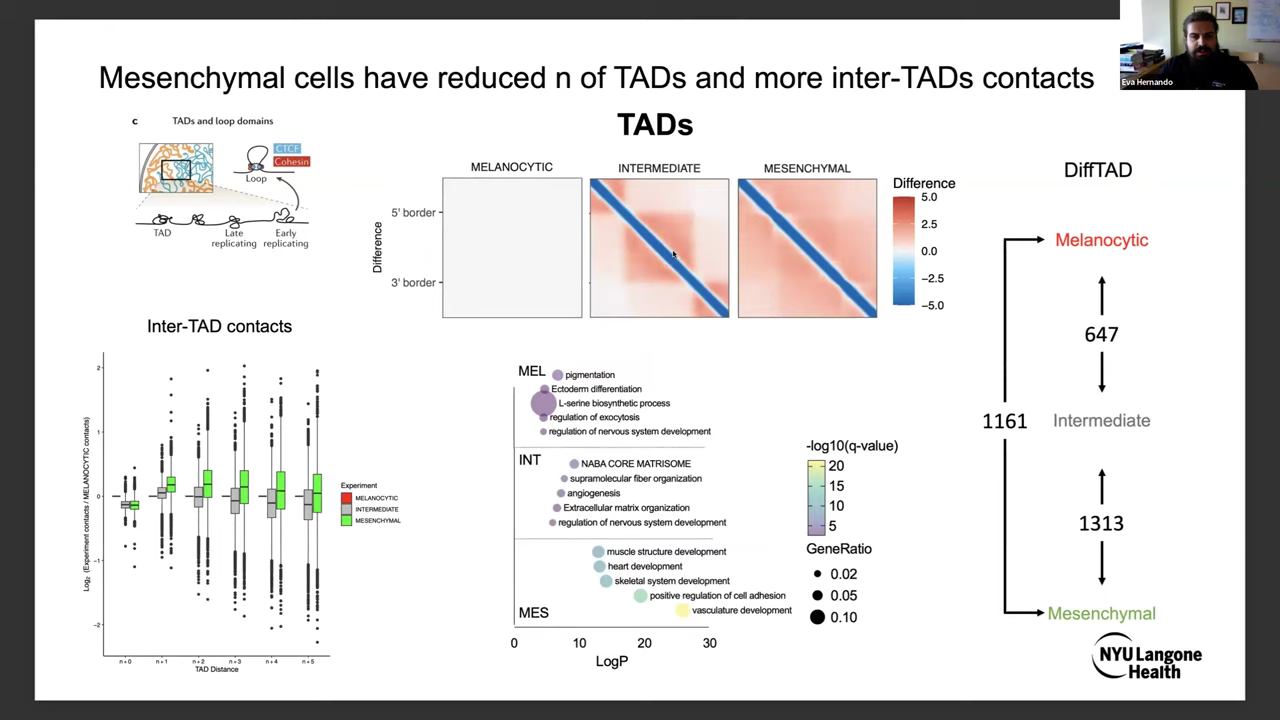 Mesenchymal cells have reduced n of TADs and more inter-TADs contacts
Eva Hernando
c
TADs and loop domains
CTCF
Cohesin
Loop
TAD
Late
replicating
Early
replicating
TADs
MELANOCYTIC
INTERMEDIATE
MESENCHYMAL
Difference
5' border
3' border
Difference
5.0
2.5
0.0
−2.5
−5.0
DiffTAD
Melanocytic
647
1161
Intermediate
1313
Mesenchymal
NYU Langone
Health
Inter-TAD contacts
Log2 (Experiment contacts / MELANOCYTIC contacts)
2
1
0
−1
−2
n+0
n+1
n+2
n+3
n+4
n+5
TAD Distance
Experiment
MELANOCYTIC
INTERMEDIATE
MESENCHYMAL
MEL
pigmentation
Ectoderm differentiation
L-serine biosynthetic process
regulation of exocytosis
regulation of nervous system development
INT
NABA CORE MATRISOME
supramolecular fiber organization
angiogenesis
Extracellular matrix organization
regulation of nervous system development
muscle structure development
heart development
skeletal system development
positive regulation of cell adhesion
vasculature development
MES
0
10
20
30
LogP
-log10(q-value)
20
15
10
5
GeneRatio
0.02
0.05
0.10